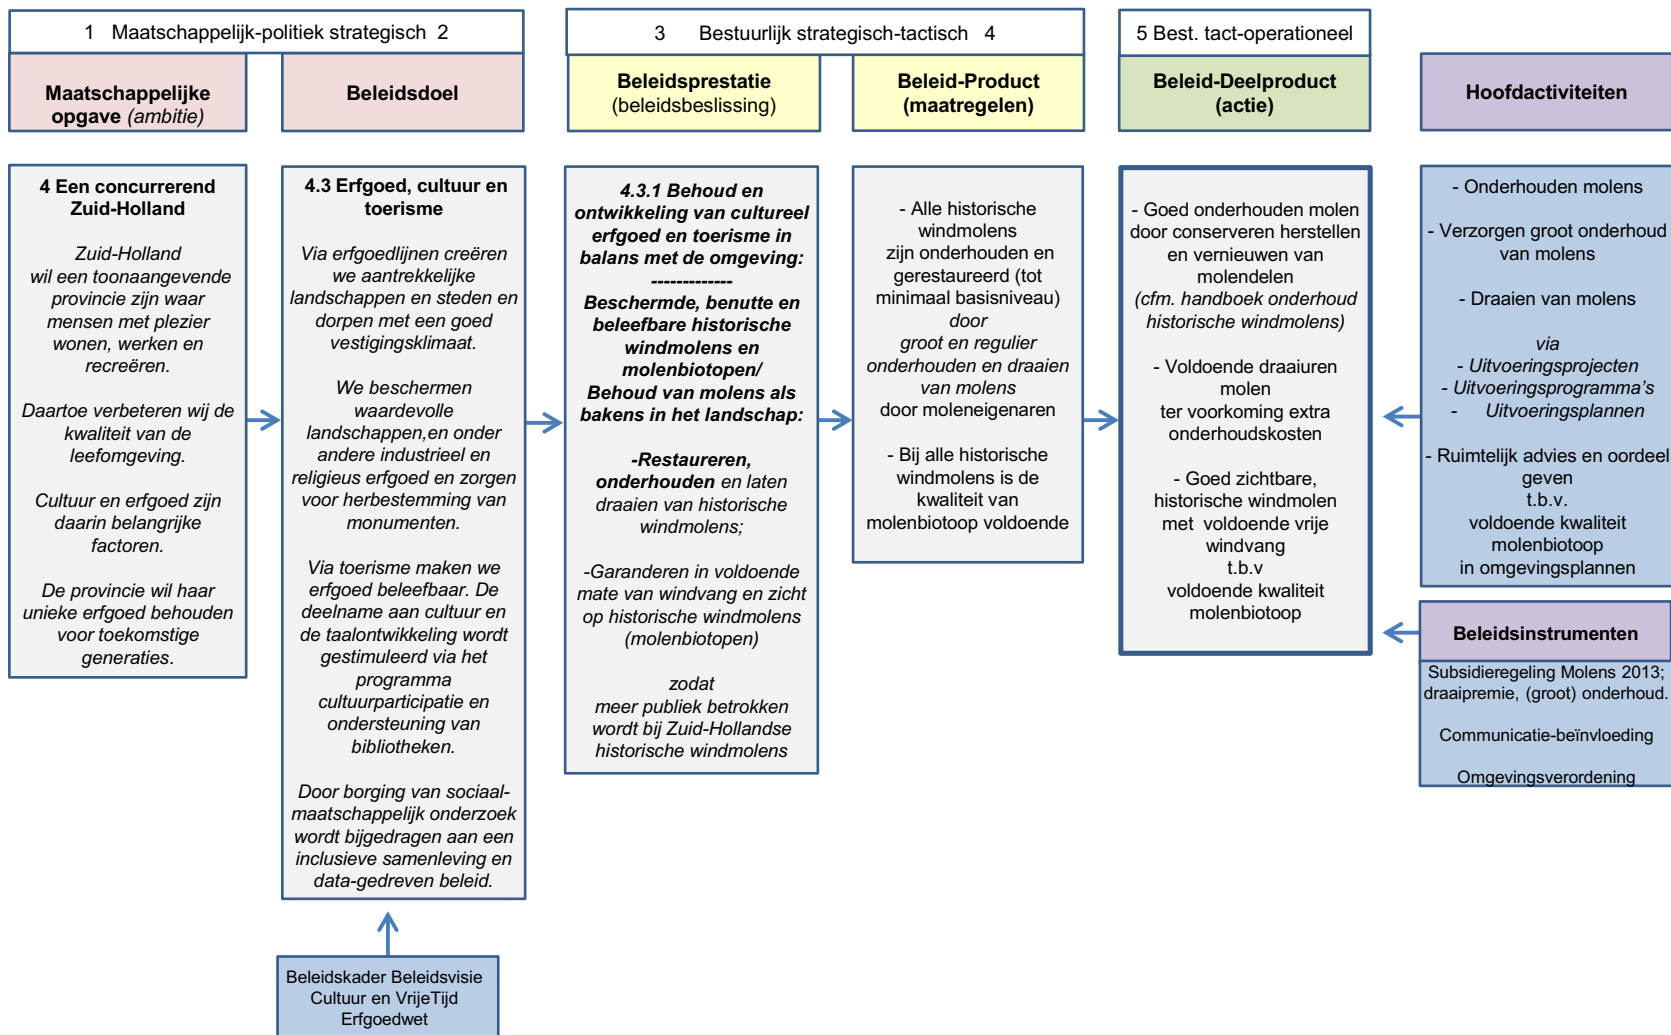 1 Maatschappelijk-politiek strategisch 2
3 Bestuurlijk strategisch-tactisch 4
5 Best. tact-operationeel
Maatschappelijke
opgave (ambitie)
Beleidsdoel
Beleidsprestatie
(beleidsbeslissing)
Beleid-Product
(maatregelen)
Beleid-Deelproduct
(actie)
Hoofdactiviteiten
4 Een concurrerend
Zuid-Holland
Zuid-Holland
wil een toonaangevende
provincie zijn waar
mensen met plezier
wonen, werken en
recreëren.
Daartoe verbeteren wij de
kwaliteit van de
leefomgeving.
Cultuur en erfgoed zijn
daarin belangrijke
factoren.
De provincie wil haar
unieke erfgoed behouden
voor toekomstige
generaties.
4.3 Erfgoed, cultuur en
toerisme
Via erfgoedlijnen creëren
we aantrekkelijke
landschappen en steden en
dorpen met een goed
vestigingsklimaat.
We beschermen
waardevolle
landschappen,en onder
andere industrieel en
religieus erfgoed en zorgen
voor herbestemming van
monumenten.
Via toerisme maken we
erfgoed beleefbaar. De
deelname aan cultuur en
de taalontwikkeling wordt
gestimuleerd via het
programma
cultuurparticipatie en
ondersteuning van
bibliotheken.
Door borging van sociaal-
maatschappelijk onderzoek
wordt bijgedragen aan een
inclusieve samenleving en
data-gedreven beleid.
4.3.1 Behoud en
ontwikkeling van cultureel
erfgoed en toerisme in
balans met de omgeving:
-------------
Beschermde, benutte en
beleefbare historische
windmolens en
molenbiotopen/
Behoud van molens als
bakens in het landschap:
-Restaureren,
onderhouden en laten
draaien van historische
windmolens;
-Garanderen in voldoende
mate van windvang en zicht
op historische windmolens
(molenbiotopen)
zodat
meer publiek betrokken
wordt bij Zuid-Hollandse
historische windmolens
- Alle historische
windmolens
zijn onderhouden en
gerestaureerd (tot
minimaal basisniveau)
door
groot en regulier
onderhouden en draaien
van molens
door moleneigenaren
- Bij alle historische
windmolens is de
kwaliteit van
molenbiotoop voldoende
- Goed onderhouden molen
door conserveren herstellen
en vernieuwen van
molendelen
(cfm. handboek onderhoud
historische windmolens)
- Voldoende draaiuren
molen
ter voorkoming extra
onderhoudskosten
- Goed zichtbare,
historische windmolen
met voldoende vrije
windvang
t.b.v
voldoende kwaliteit
molenbiotoop
- Onderhouden molens
- Verzorgen groot onderhoud
van molens
- Draaien van molens
via
- Uitvoeringsprojecten
- Uitvoeringsprogramma's
- Uitvoeringsplannen
- Ruimtelijk advies en oordeel
geven
t.b.v.
voldoende kwaliteit
molenbiotoop
in omgevingsplannen
Beleidsinstrumenten
Subsidieregeling Molens 2013;
draaipremie, (groot) onderhoud.
Communicatie-beïnvloeding
Omgevingsverordening
Beleidskader Beleidsvisie
Cultuur en VrijeTijd
Erfgoedwet